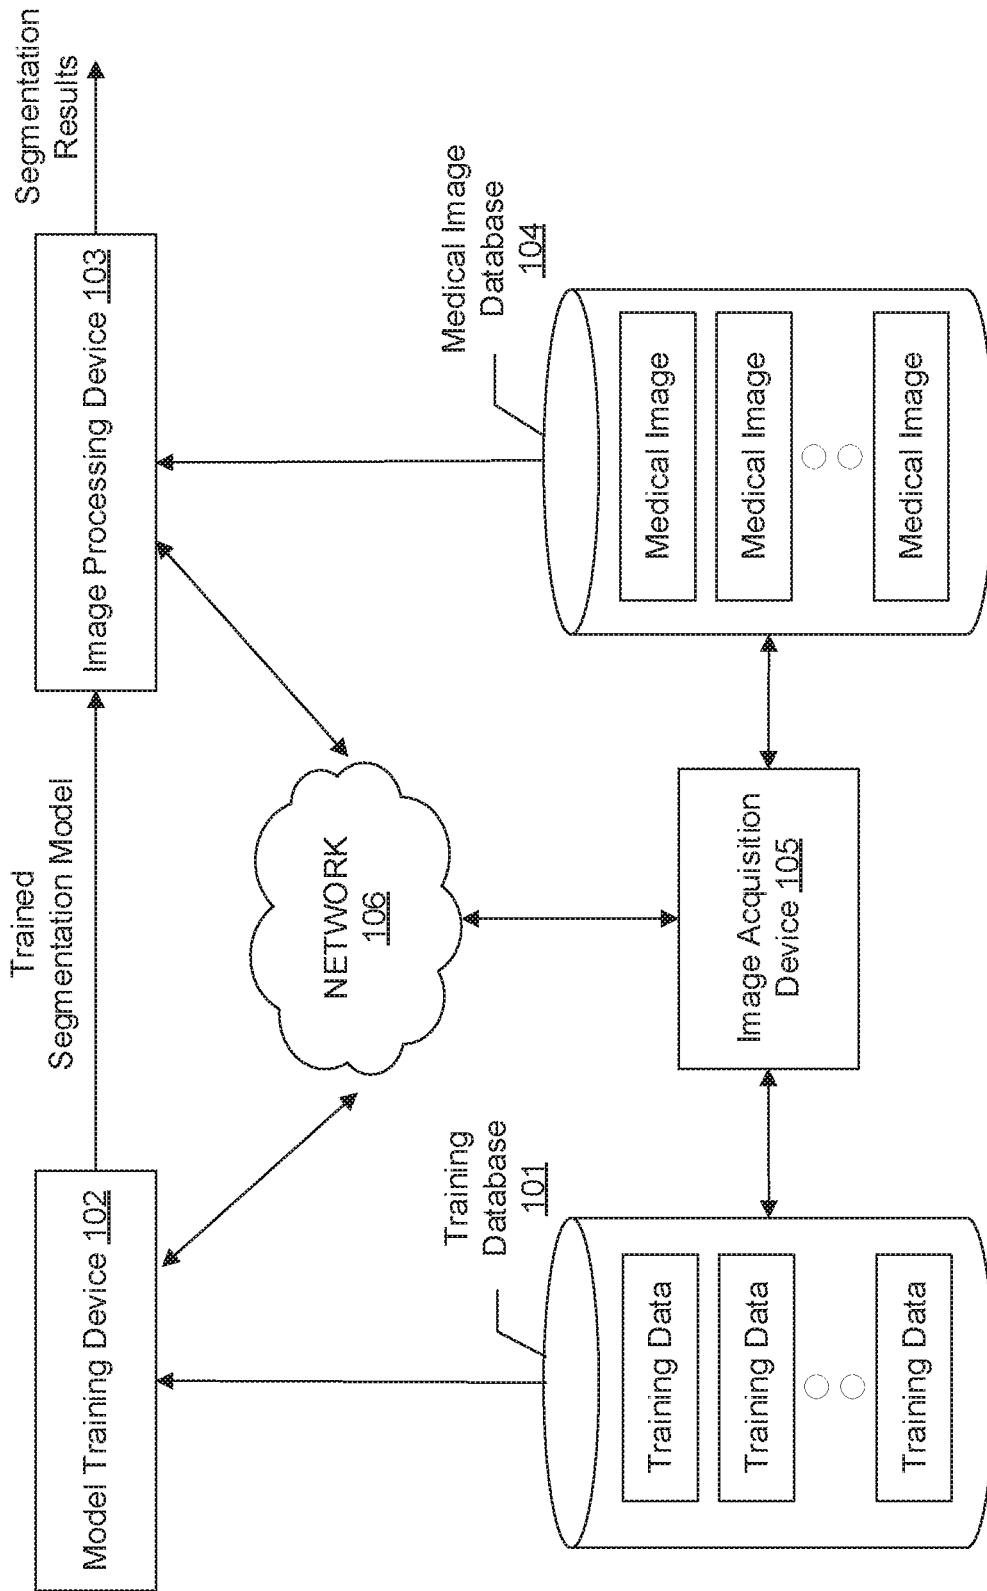 Model Training Device 102
Trained
Segmentation Model
Image Processing Device 103
Segmentation
Results
NETWORK
106
Training
Database
101
Training Data
Training Data
Training Data
Image Acquisition
Device 105
Medical Image
Database
104
Medical Image
Medical Image
Medical Image